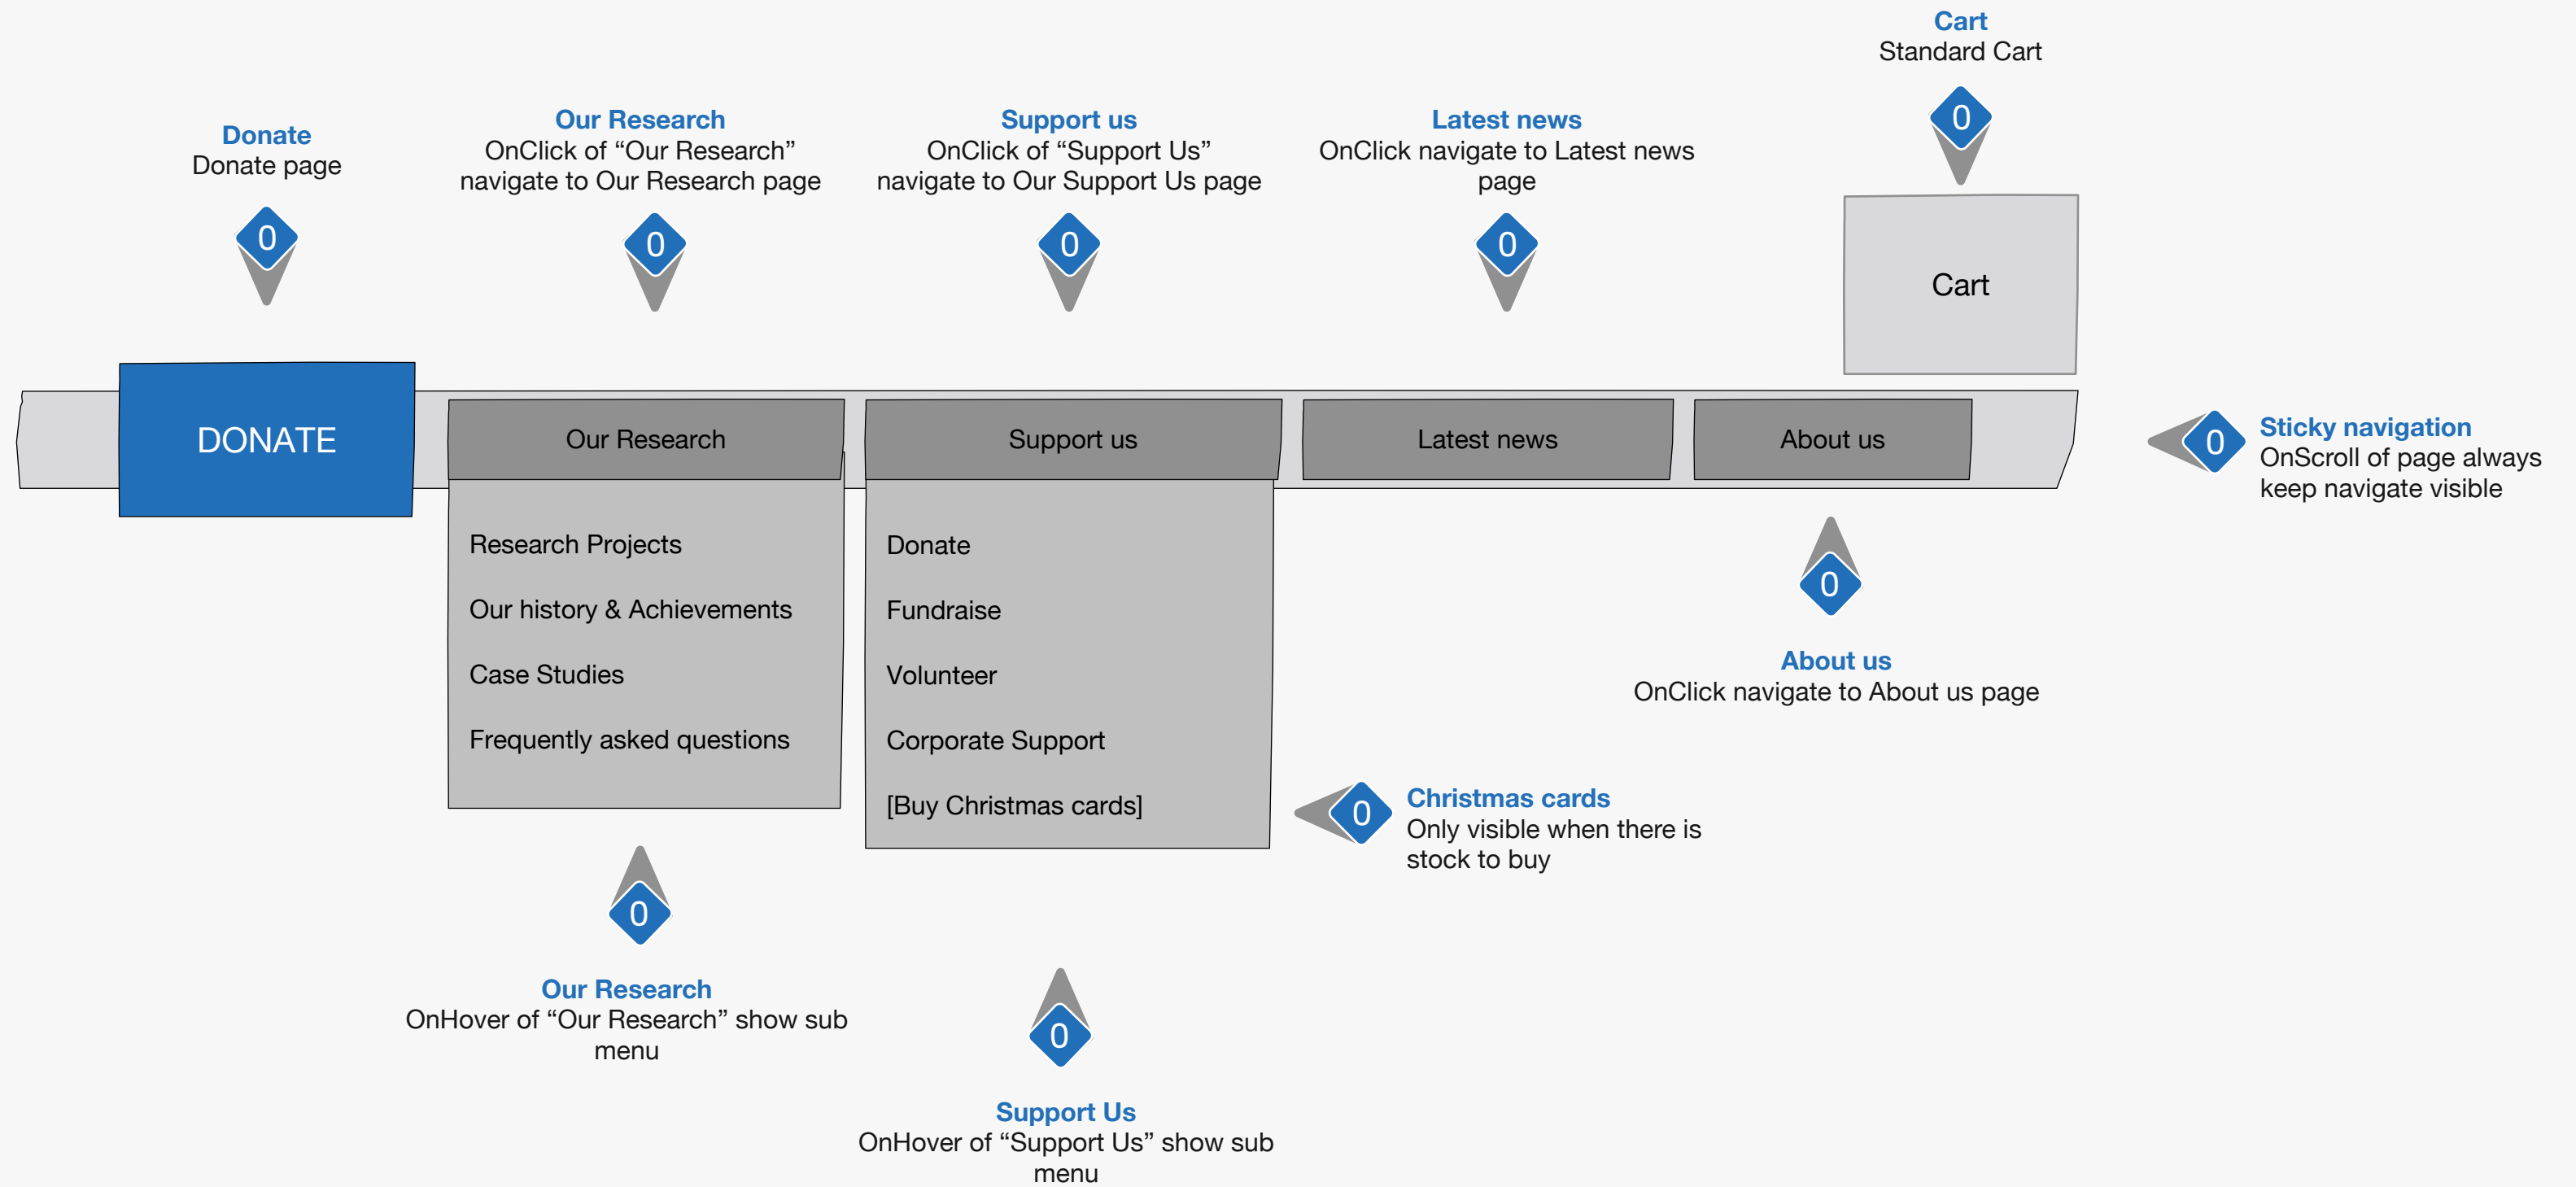 Cart
Standard Cart
0
Donate
Donate page
0
Our Research
OnClick of “Our Research”
navigate to Our Research page
0
Support us
OnClick of “Support Us”
navigate to Our Support Us page
0
Latest news
OnClick navigate to Latest news
page
0
Cart
DONATE
Our Research
Support us
Latest news
About us
0
Sticky navigation
OnScroll of page always
keep navigate visible
Research Projects
Our history & Achievements
Case Studies
Frequently asked questions
Donate
Fundraise
Volunteer
Corporate Support
[Buy Christmas cards]
0
About us
OnClick navigate to About us page
0
Christmas cards
Only visible when there is
stock to buy
0
Our Research
OnHover of “Our Research” show sub
menu
0
Support Us
OnHover of “Support Us” show sub
menu